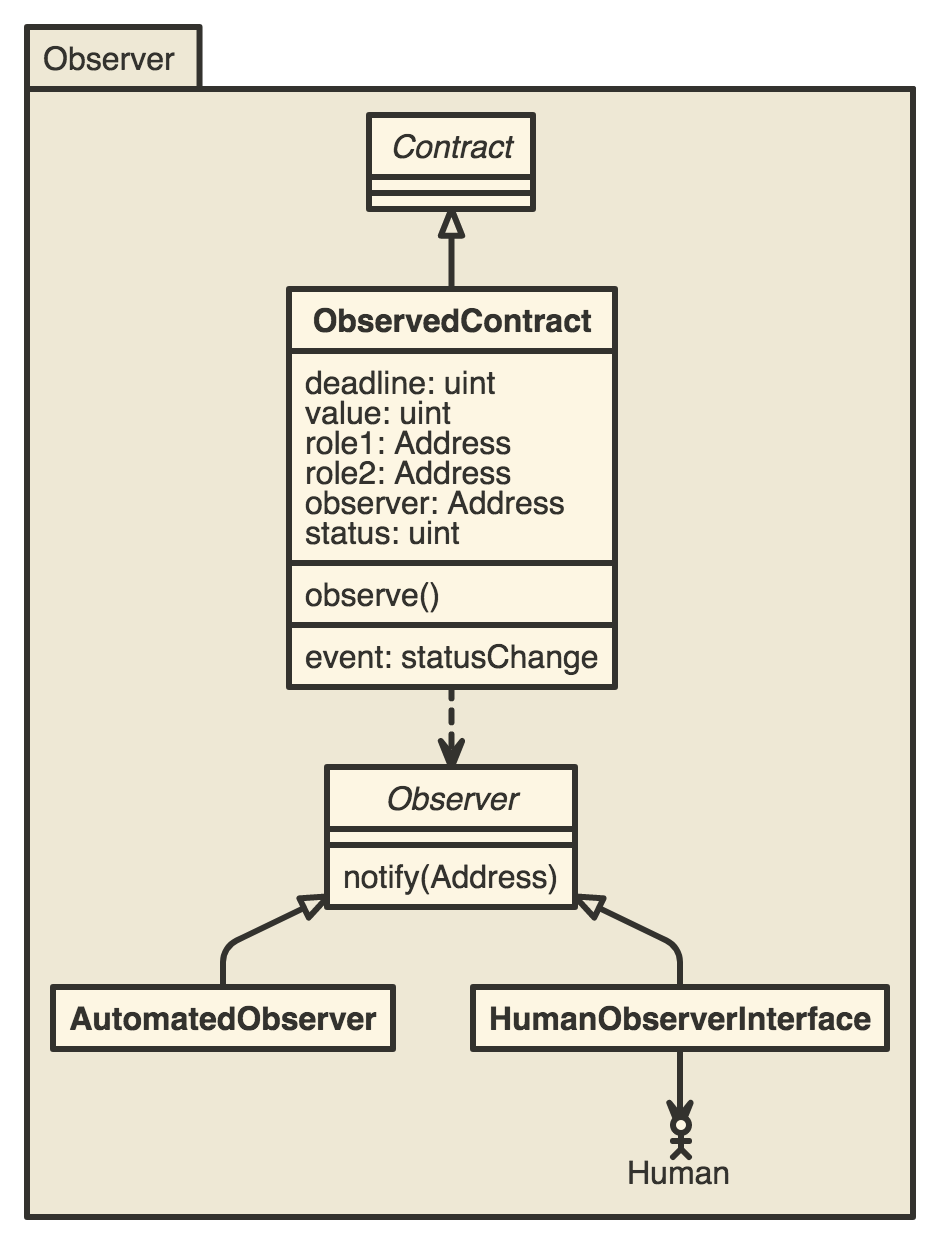 Observer
Contract
ObservedContract
deadline: uint
value: uint
role1: Address
role2: Address
observer: Address
status: uint
observe()
event: statusChange
Observer
notify(Address)
AutomatedObserver
HumanObserverInterface
Human